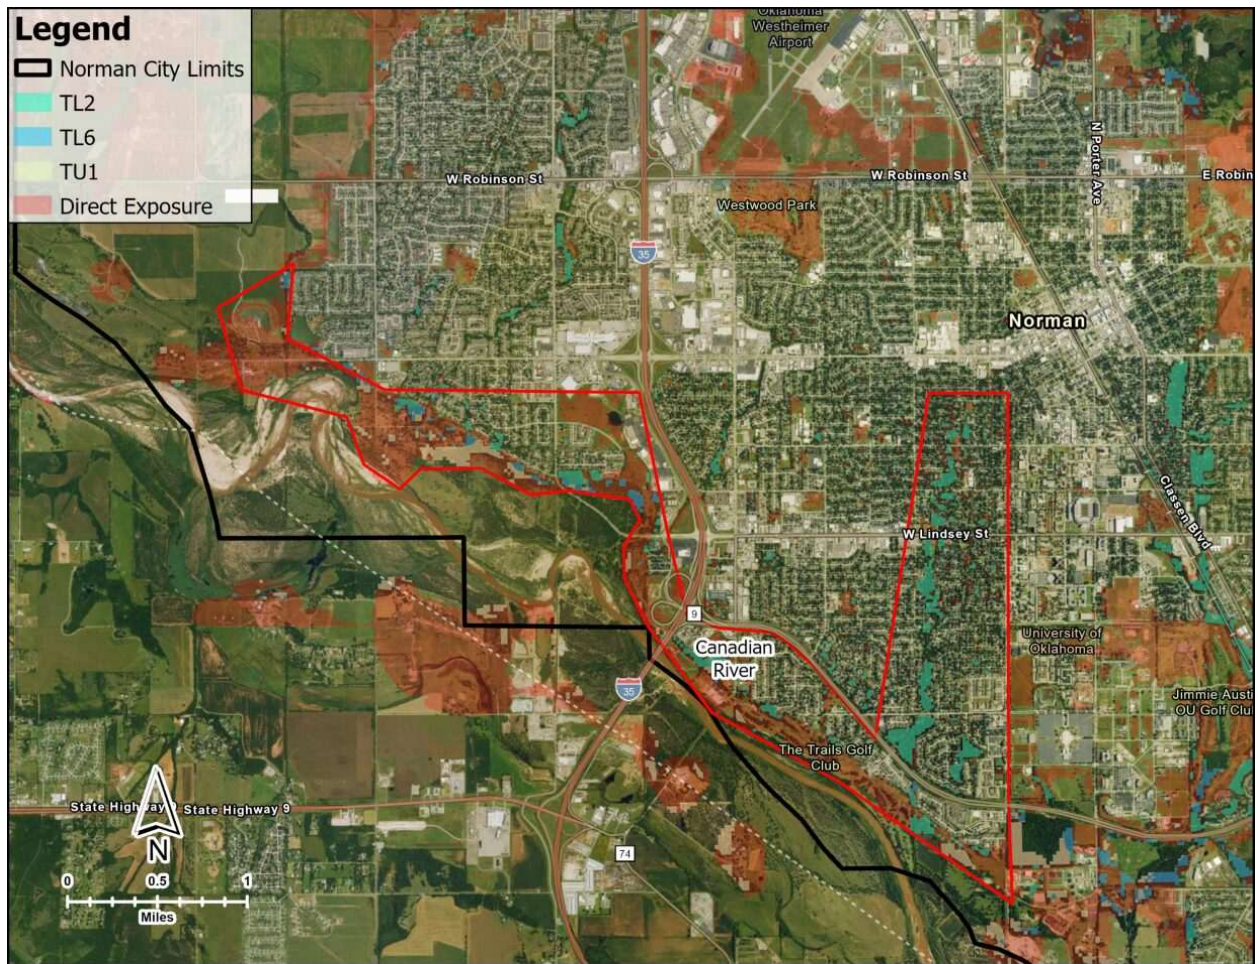 Legend
Norman City Limits
TL2
TL6
TU1
Direct Exposure
Oklahoma
Westheimer
Airport
N Porter Ave
W Robinson St
W Robinson St
E Robin
Westwood Park
35
Norman
Classen Blvd
W Lindsey St
9
Canadian
River
University of
Oklahoma
35
Jimmie Austi
OU Golf Clu
The Trails Golf
Club
State Highway 9
State Highway 9
74
N
0
0.5
1
Miles